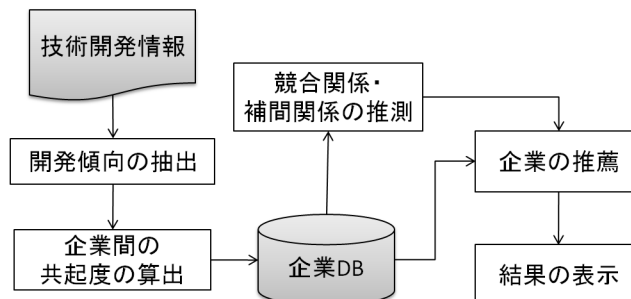 技術開発情報
開発傾向の抽出
企業間の
共起度の算出
企業DB
競合関係・
補間関係の推測
企業の推薦
結果の表示